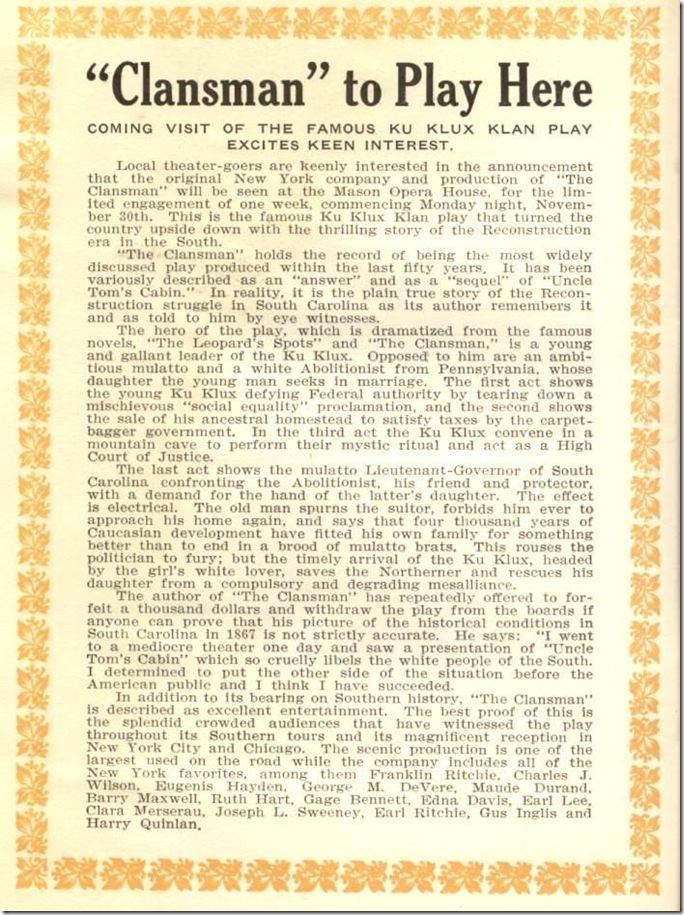 “Clansman” to Play Here
COMING VISIT OF THE FAMOUS KU KLUX KLAN PLAY
EXCITES KEEN INTEREST.
Local theater-goers are keenly interested in the announcement
that the original New York company and production of “The
Clansman” will be seen at the Mason Opera House, for the lim-
ited engagement of one week, commencing Monday night, Novem-
ber 30th. This is the famous Ku Klux Klan play that turned the
country upside down with the thrilling story of the Reconstruction
era in the South.
“The Clansman” holds the record of being the most widely
discussed play produced within the last fifty years. It has been
variously described as an “answer” and as a “sequel” of “Uncle
Tom’s Cabin.” In reality, it is the plain true story of the Recon-
struction struggle in South Carolina as its author remembers it
and as told to him by eye witnesses.
The hero of the play, which is dramatized from the famous
novels, “The Leopard’s Spots” and “The Clansman,” is a young
and gallant leader of the Ku Klux. Opposed to him are an ambi-
tious mulatto and a white Abolitionist from Pennsylvania, whose
daughter the young man seeks in marriage. The first act shows
the young Ku Klux defying Federal authority by tearing down a
mischievous “social equality” proclamation, and the second shows
the sale of his ancestral homestead to satisfy taxes by the carpet-
bagger government. In the third act the Ku Klux convene in a
mountain cave to perform their mystic ritual and act as a High
Court of Justice.
The last act shows the mulatto Lieutenant-Governor of South
Carolina confronting the Abolitionist, his friend and protector,
with a demand for the hand of the latter’s daughter. The effect
is electrical. The old man spurns the suitor, forbids him ever to
approach his home again, and says that four thousand years of
Caucasian development have fitted his own family for something
better than to end in a brood of mulatto brats. This rouses the
politician to fury; but the timely arrival of the Ku Klux, headed
by the girl’s white lover, saves the Northerner and rescues his
daughter from a compulsory and degrading mesalliance.
The author of “The Clansman” has repeatedly offered to for-
feit a thousand dollars and withdraw the play from the boards if
anyone can prove that his picture of the historical conditions in
South Carolina in 1867 is not strictly accurate. He says: “I went
to a mediocre theater one day and saw a presentation of “Uncle
Tom’s Cabin” which so cruelly libels the white people of the South.
I determined to put the other side of the situation before the
American public and I think I have succeeded.
In addition to its bearing on Southern history, “The Clansman”
is described as excellent entertainment. The best proof of this is
the splendid crowded audiences that have witnessed the play
throughout its Southern tours and its magnificent reception in
New York City and Chicago. The scenic production is one of the
largest used on the road while the company includes all of the
New York favorites, among them Franklin Ritchie, Charles J.
Wilson, Eugenis Hayden, George M. DeVere, Maude Durand,
Barry Maxwell, Ruth Hart, Gage Bennett, Edna Davis, Earl Lee,
Clara Merserau, Joseph L. Sweeney, Earl Ritchie, Gus Inglis and
Harry Quinlan.